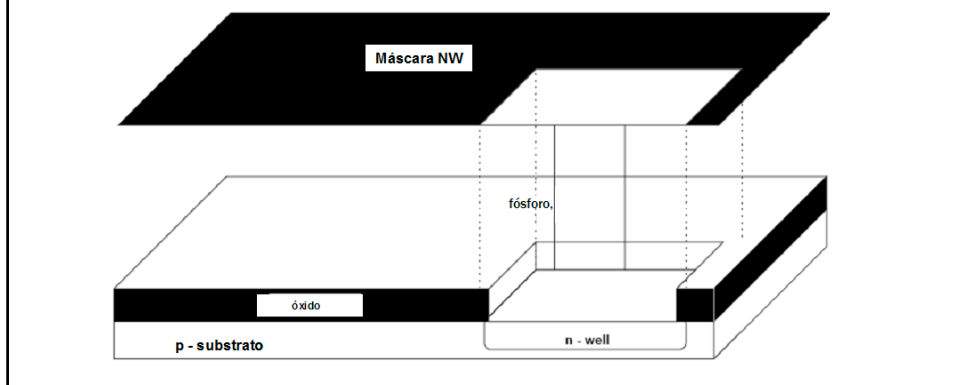 Máscara NW
fósforo,
óxido
n - well
p - substrato